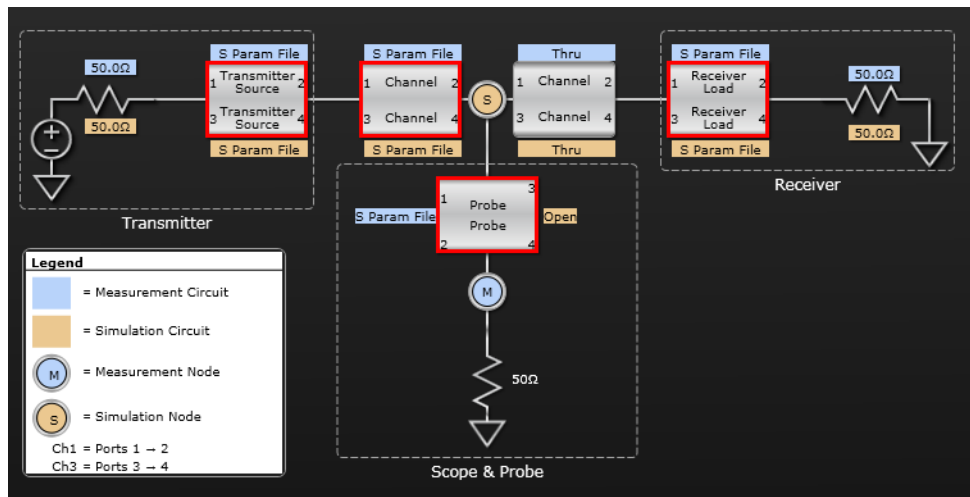 S Param File
S Param File
Thru
S Param File
50.0Ω
50.0Ω
1 Transmitter 2
Source
3 Transmitter 4
Source
1 Channel 2
3 Channel 4
S
1 Channel 2
3 Channel 4
1 Receiver 2
Load
3 Receiver 4
Load
50.0Ω
50.0Ω
S Param File
S Param File
Thru
S Param File
Transmitter
Receiver
S Param File
1
3
Probe
Probe
2
4
Open
M
50Ω
Scope & Probe
Legend
= Measurement Circuit
= Simulation Circuit
M = Measurement Node
S = Simulation Node
Ch1 = Ports 1 → 2
Ch3 = Ports 3 → 4